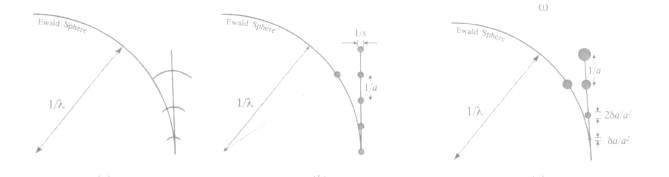 Ewald Sphere
1/λ
Ewald Sphere
1/s
1/a
1/λ
ω
Ewald Sphere
1/a
1/λ
2δa/a²
δa/a²